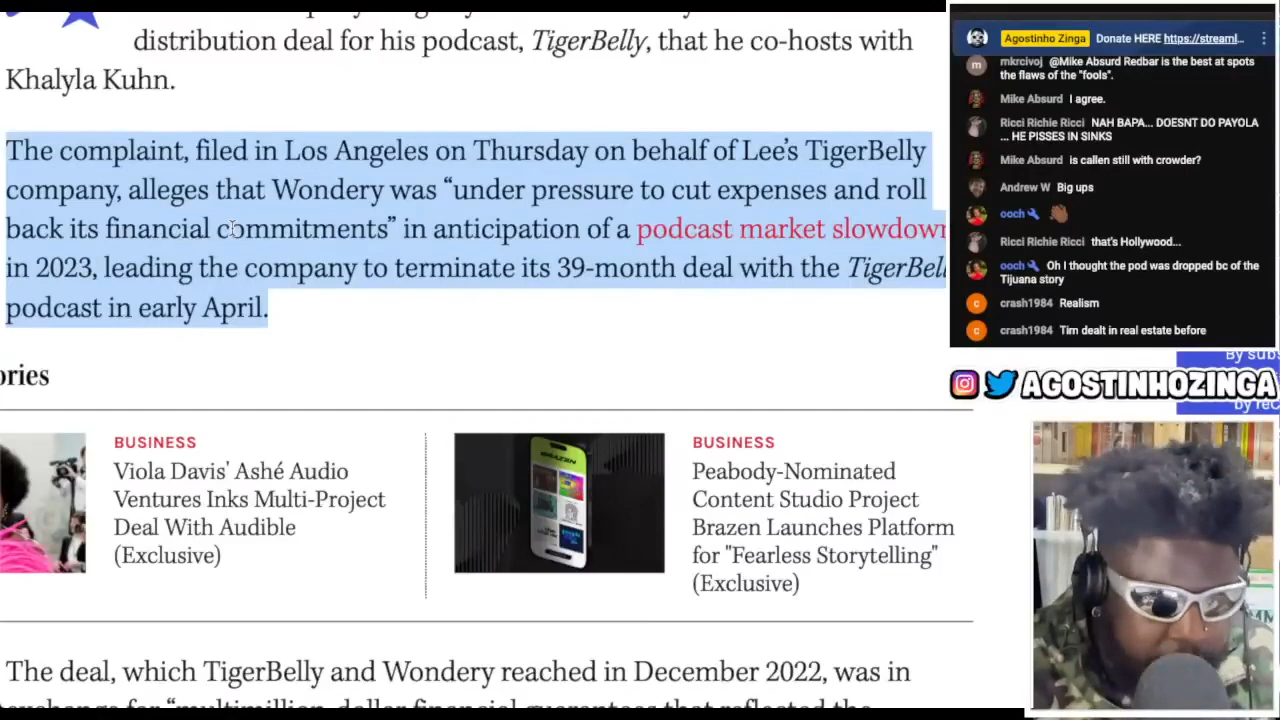 distribution deal for his podcast, TigerBelly, that he co-hosts with
Khalyla Kuhn.
The complaint, filed in Los Angeles on Thursday on behalf of Lee's TigerBelly
company, alleges that Wondery was “under pressure to cut expenses and roll
back its financial commitments” in anticipation of a podcast market slowdown
in 2023, leading the company to terminate its 39-month deal with the TigerBell
podcast in early April.
ories
BUSINESS
Viola Davis' Ashé Audio
Ventures Inks Multi-Project
Deal With Audible
(Exclusive)
BRAZEN
BUSINESS
Peabody-Nominated
Content Studio Project
Brazen Launches Platform
for "Fearless Storytelling"
(Exclusive)
The deal, which TigerBelly and Wondery reached in December 2022, was in
Agostinho Zinga Donate HERE https://streaml...
mkrcivoj @Mike Absurd Redbar is the best at spots
the flaws of the "fools".
Mike Absurd I agree.
Ricci Richie Ricci NAH BAPA... DOESNT DO PAYOLA
... HE PISSES IN SINKS
Mike Absurd is callen still with crowder?
Andrew W Big ups
ooch
Ricci Richie Ricci that's Hollywood...
ooch Oh I thought the pod was dropped bc of the
Tijuana story
crash1984 Realism
crash1984 Tim dealt in real estate before
By subs
AGOSTINHOZINGA
by reC